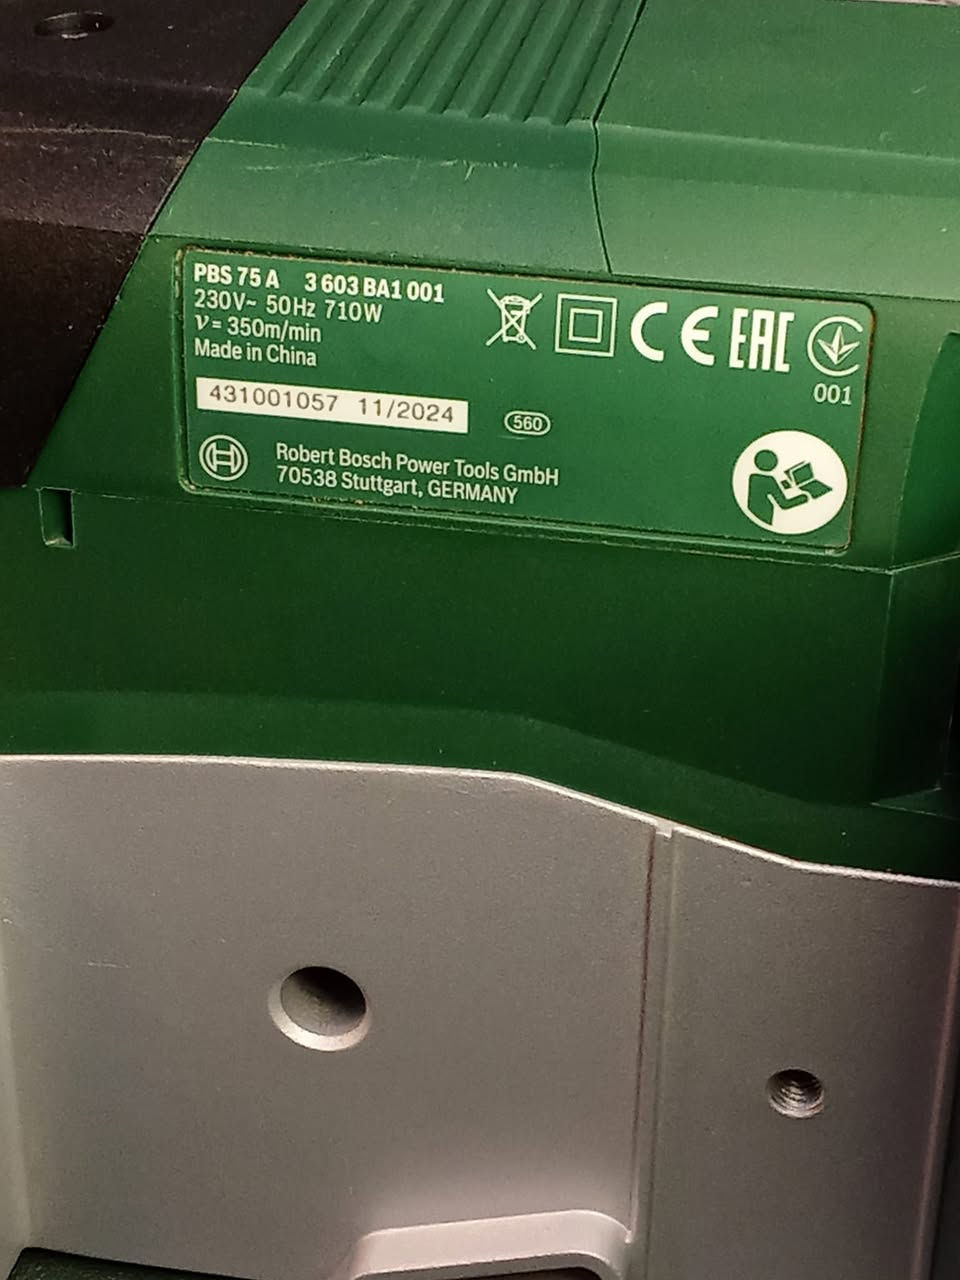 PBS 75 A 3 603 BA1 001
230V~ 50Hz 710W
v = 350m/min
Made in China
431001057 11/2024
560
Robert Bosch Power Tools GmbH
70538 Stuttgart, GERMANY
CE EAC
001